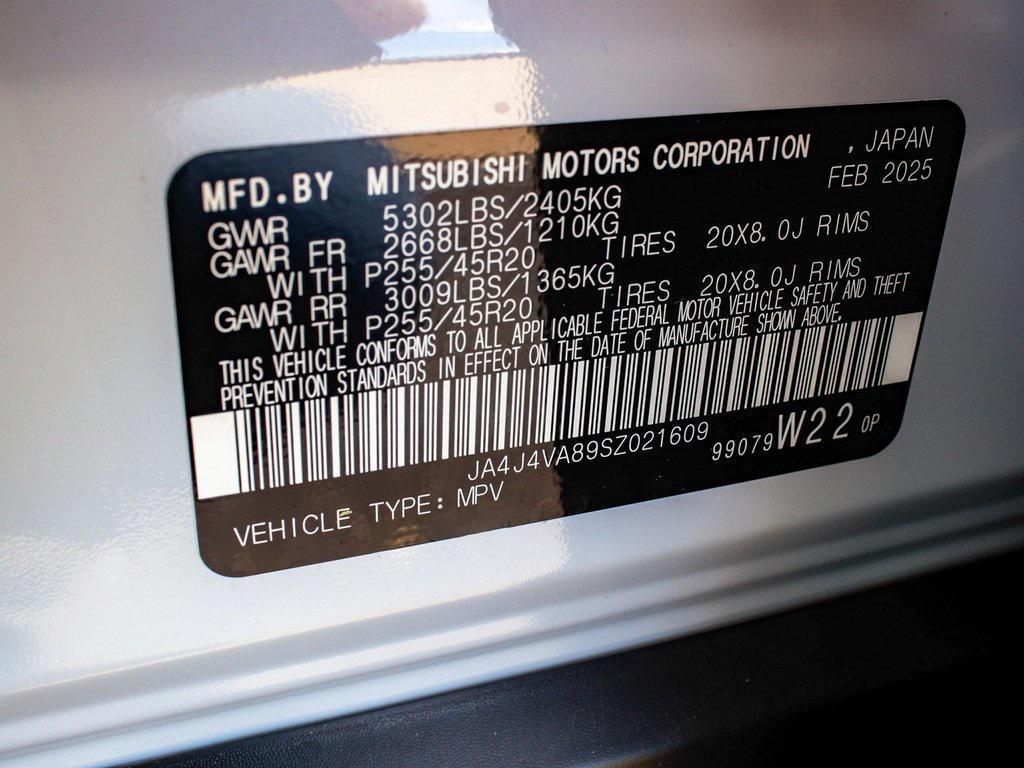 MFD.BY MITSUBISHI MOTORS CORPORATION , JAPAN
FEB 2025
GVWR 5302LBS/2405KG
GAWR FR 2668LBS/1210KG
WITH P255/45R20 TIRES 20X8.0J RIMS
GAWR RR 3009LBS/1365KG
WITH P255/45R20 TIRES 20X8.0J RIMS
THIS VEHICLE CONFORMS TO ALL APPLICABLE FEDERAL MOTOR VEHICLE SAFETY AND THEFT
PREVENTION STANDARDS IN EFFECT ON THE DATE OF MANUFACTURE SHOWN ABOVE.
JA4J4VA89SZ021609
99079 W22 OP
VEHICLE TYPE: MPV